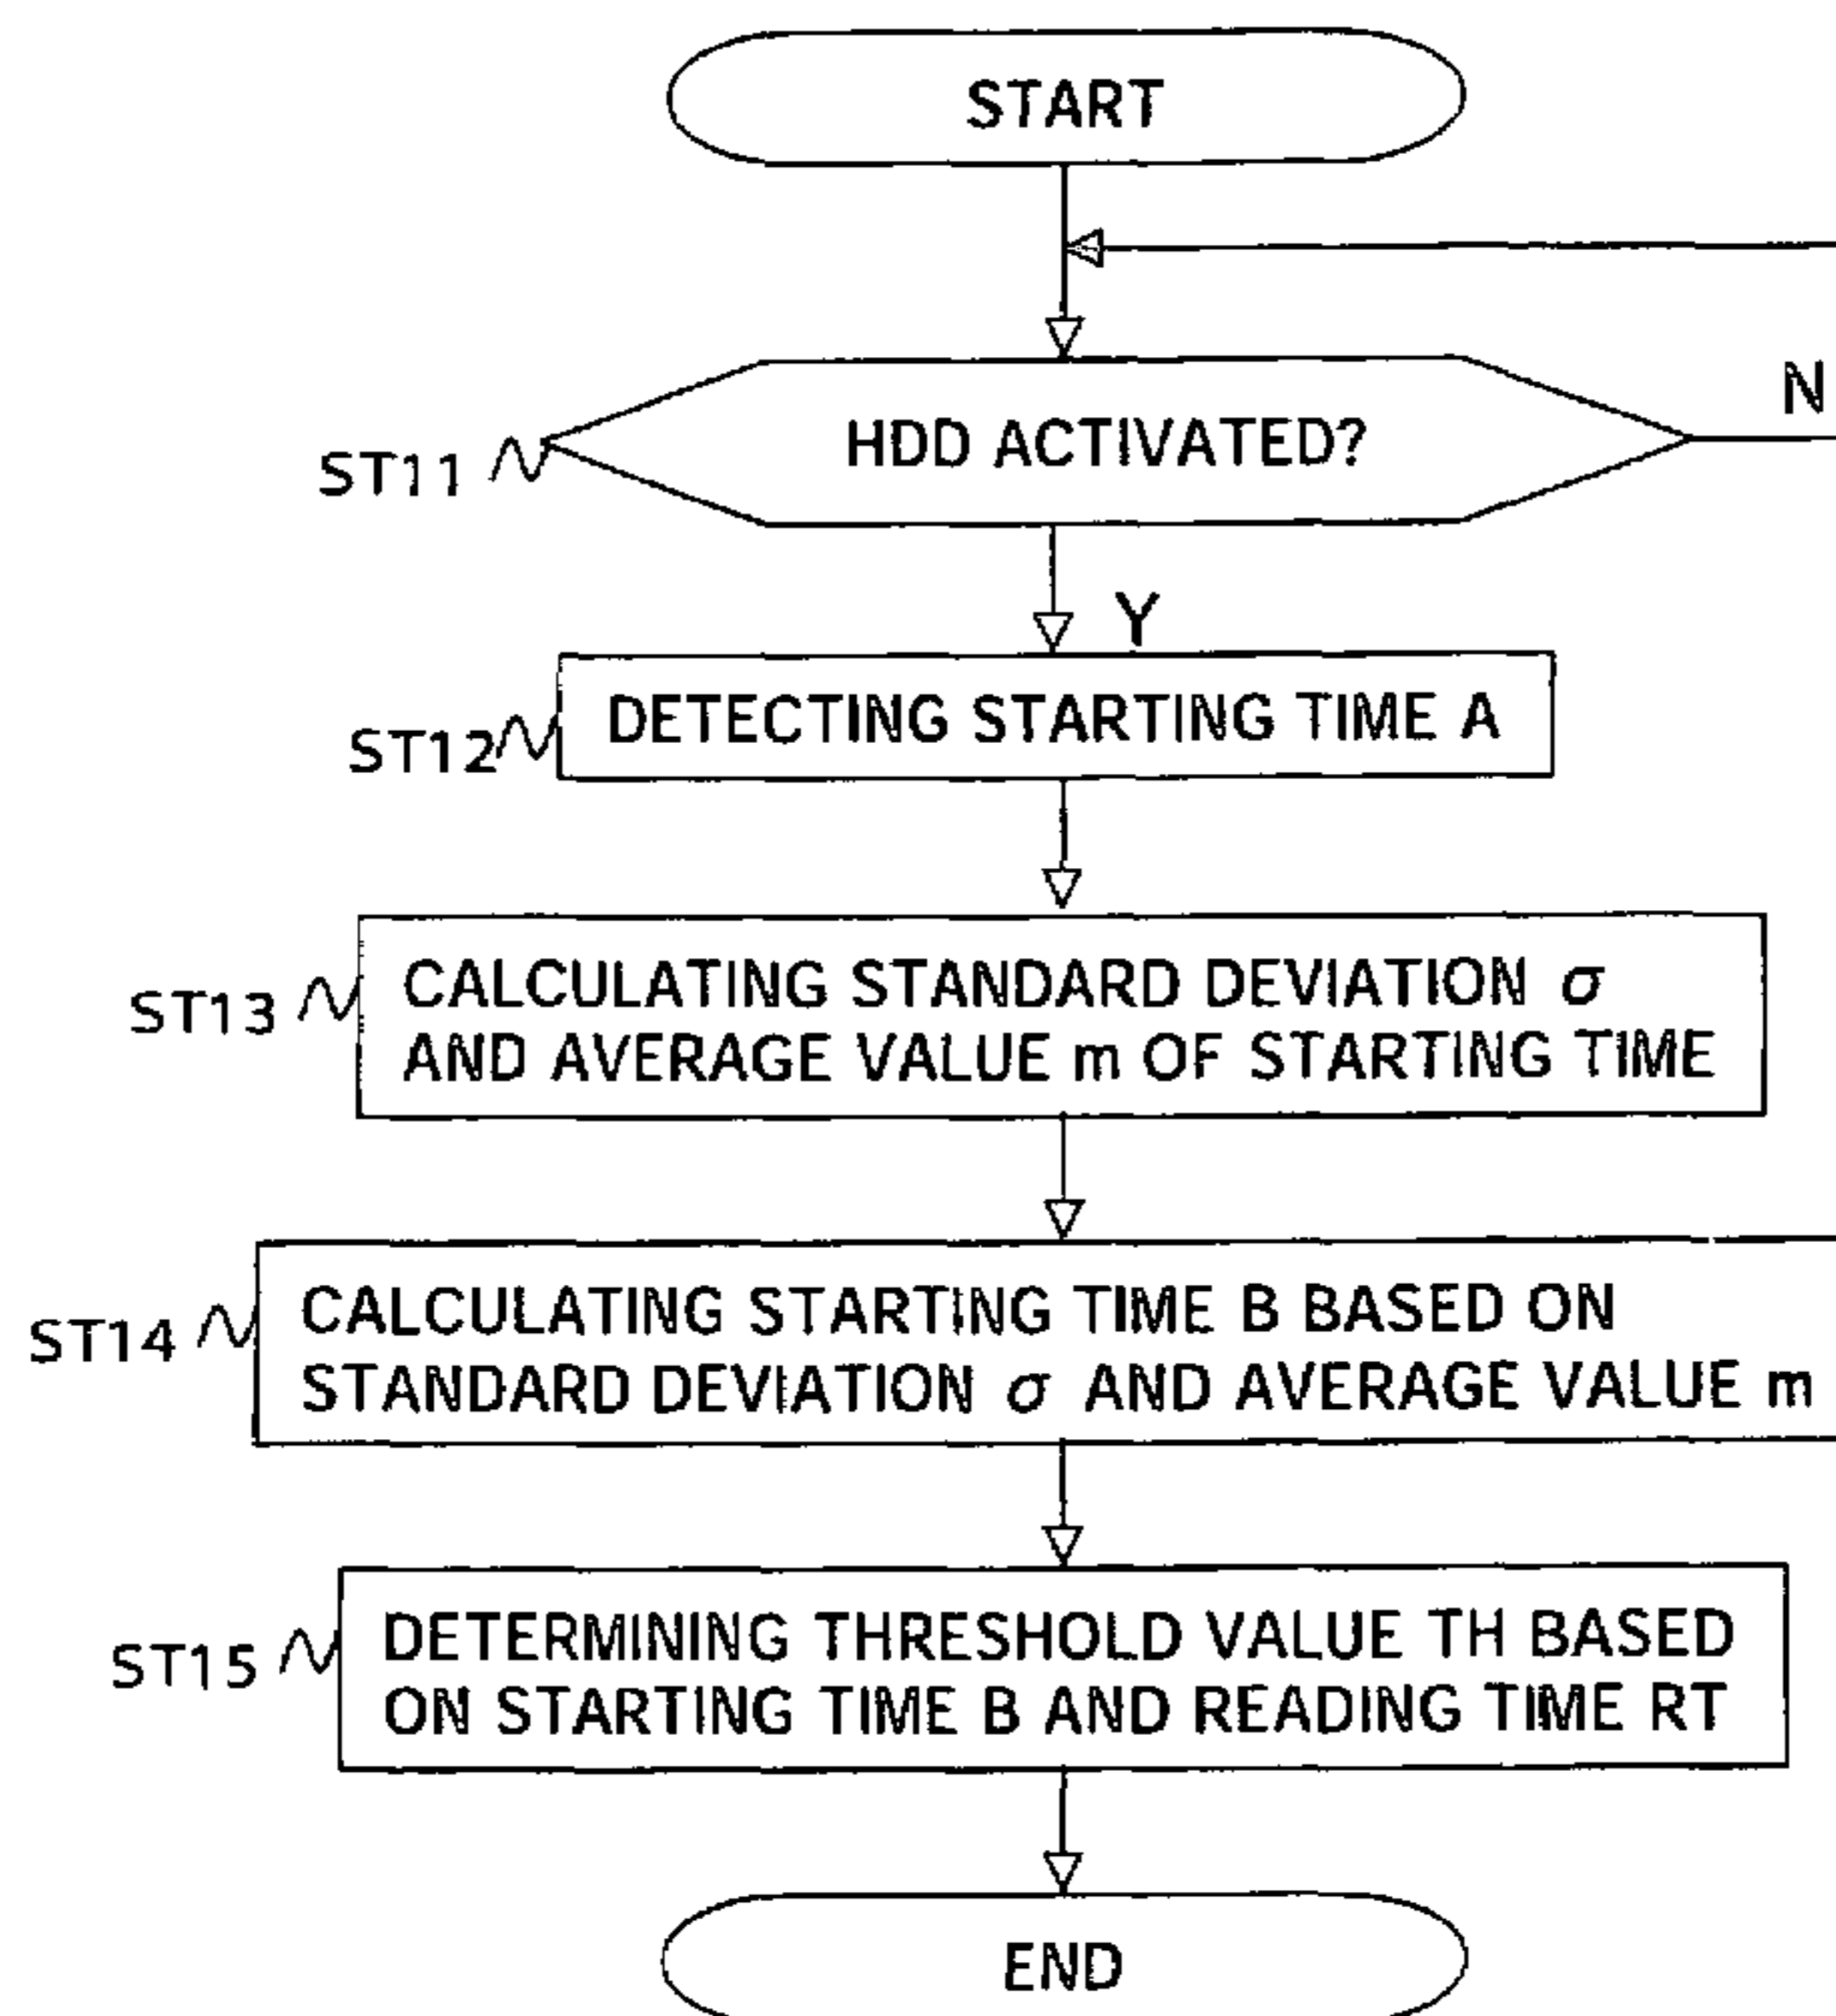 START
N
HDD ACTIVATED?
ST11
Y
DETECTING STARTING TIME A
ST12
CALCULATING STANDARD DEVIATION σ
AND AVERAGE VALUE m OF STARTING TIME
ST13
CALCULATING STARTING TIME B BASED ON
STANDARD DEVIATION σ AND AVERAGE VALUE m
ST14
DETERMINING THRESHOLD VALUE TH BASED
ON STARTING TIME B AND READING TIME RT
ST15
END